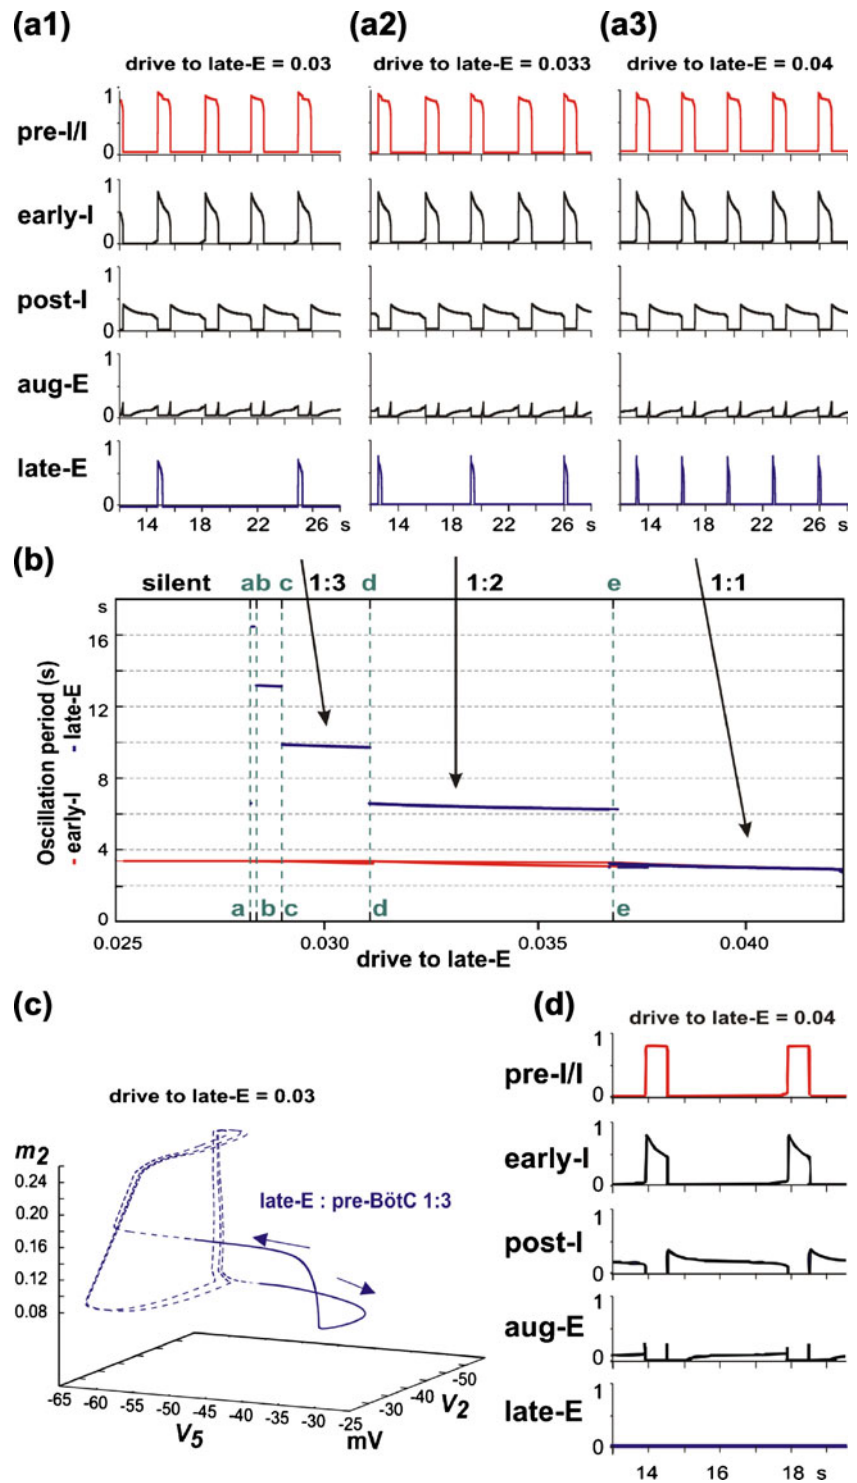 (a1) (a2) (a3)
drive to late-E = 0.03 drive to late-E = 0.033 drive to late-E = 0.04
pre-I/I 1 0
early-I 1 0
post-I 1 0
aug-E 1 0
late-E 1 0
14 18 22 26 s 14 18 22 26 s 14 18 22 26 s
(b)
silent a b c 1:3 d 1:2 e 1:1
s
16
12
8
4
0
Oscillation period (s)
- early-I - late-E
a b c d e
0.025 0.030 0.035 0.040
drive to late-E
(c)
drive to late-E = 0.03
m2
0.24
0.20
0.16
0.12
0.08
late-E : pre-BötC 1:3
-65 -60 -55 -50 -45 -40 -35 -30 -25
V5
mV
-30 -40 -50
V2
(d)
drive to late-E = 0.04
pre-I/I 1 0
early-I 1 0
post-I 1 0
aug-E 1 0
late-E 1 0
14 16 18 s